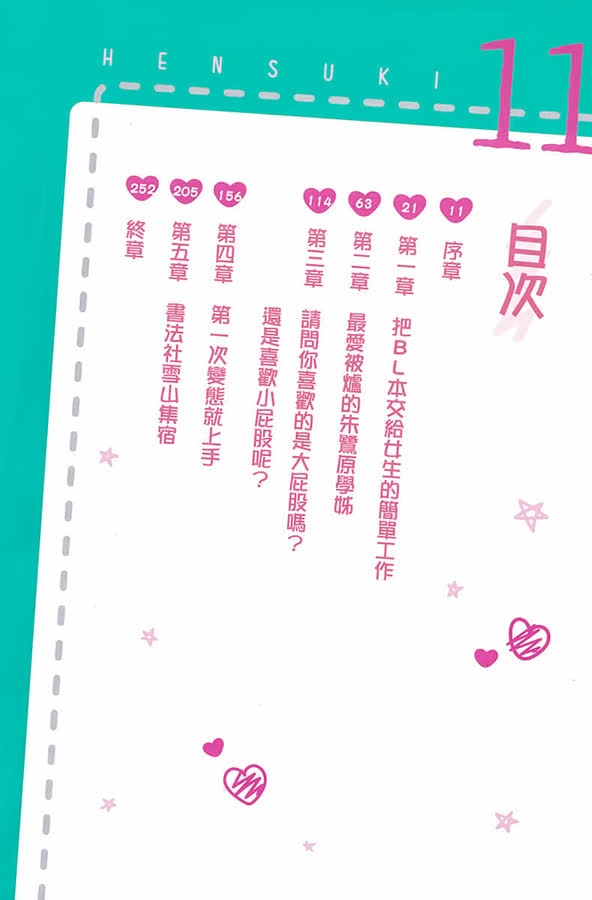 HENSUKI
11
目次
11 序章
21 第一章 把BL本交給女生的簡單工作
63 第二章 最愛被爐的朱鷺原學姊
114 第三章 請問你喜歡的是大屁股嗎？
還是喜歡小屁股呢？
156 第四章 第一次變態就上手
205 第五章 書法社雪山集宿
252 終章